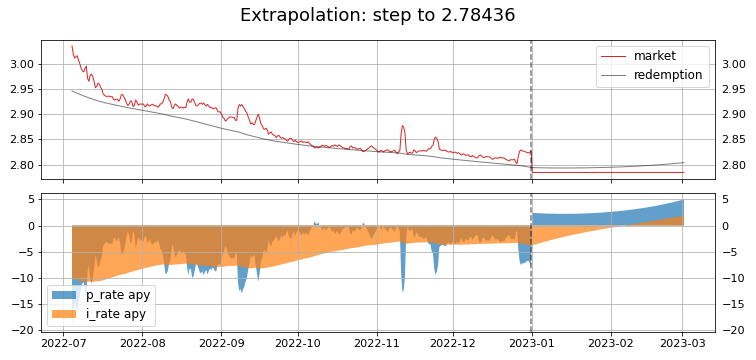 Extrapolation: step to 2.78436
3.00 3.00
2.95 2.95
2.90 2.90
2.85 2.85
2.80 2.80
market
redemption
5 5
0 0
−5 −5
−10 −10
−15 −15
−20 −20
p_rate apy
i_rate apy
2022-07 2022-08 2022-09 2022-10 2022-11 2022-12 2023-01 2023-02 2023-03